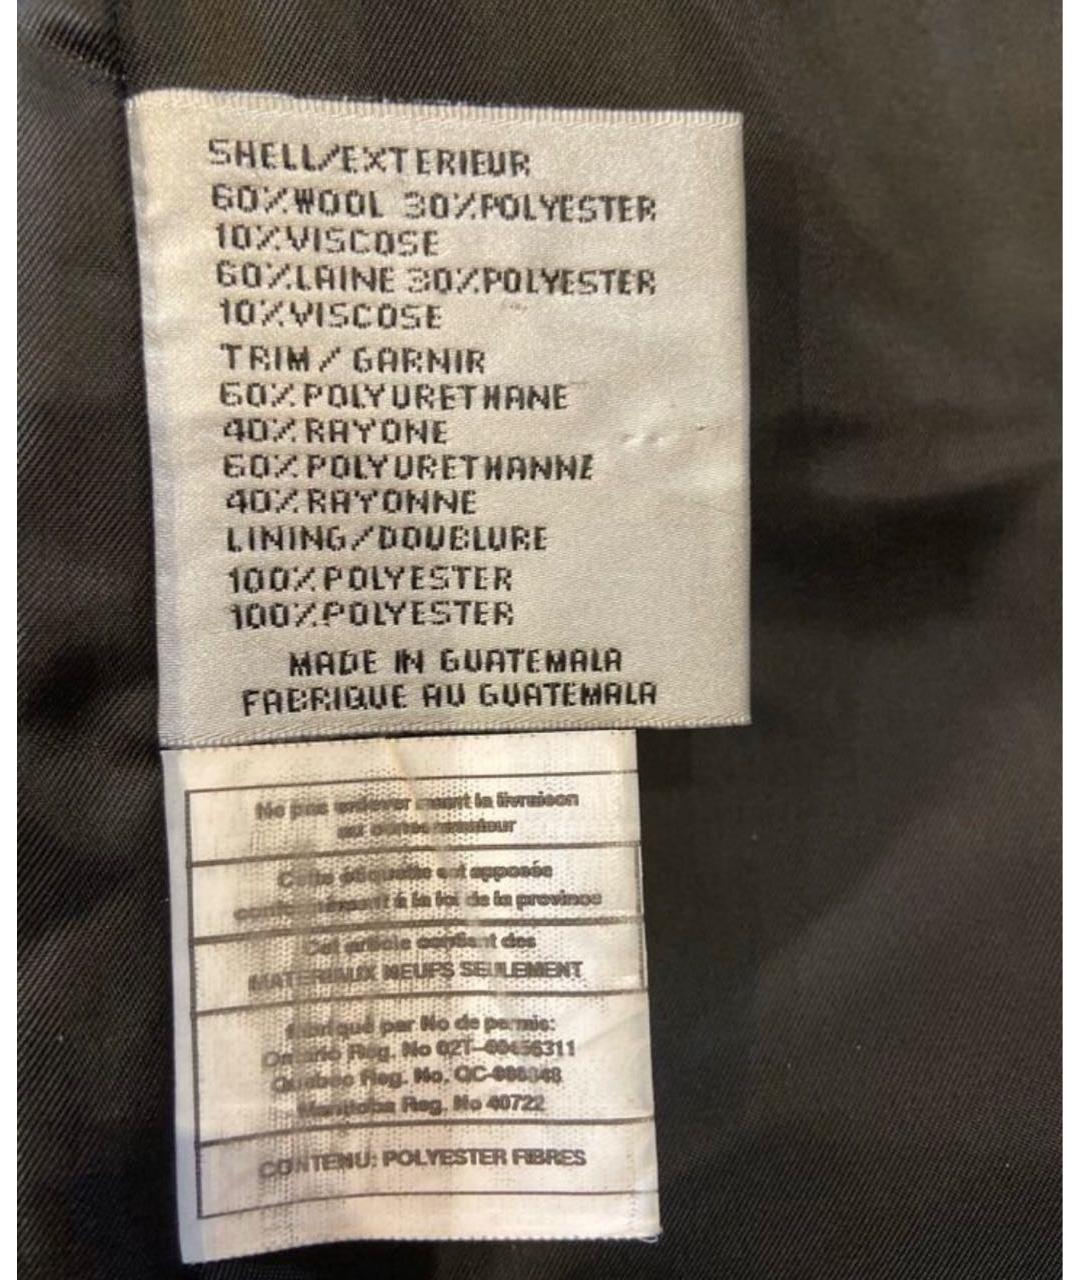 SHELL/EXTERIEUR
60%WOOL 30%POLYESTER
10%VISCOSE
60%LAINE 30%POLYESTER
10%VISCOSE
TRIM/GARNIR
60%POLYURETHANE
40%RAYONE
60%POLYURETHANNE
40%RAYONNE
LINING/DOUBLURE
100%POLYESTER
100%POLYESTER
MADE IN GUATEMALA
FABRIQUE AU GUATEMALA
Ne pas enlever avant la livraison
au
Cette étiquette est apposée
conformément à la loi de la province
Cet article contient des
MATERIAUX NEUFS SEULEMENT
fabriqué par No de permis:
Ontario Reg. No
Quebec Reg. No.
Manitoba Reg. No 40722
CONTENU: POLYESTER FIBRES